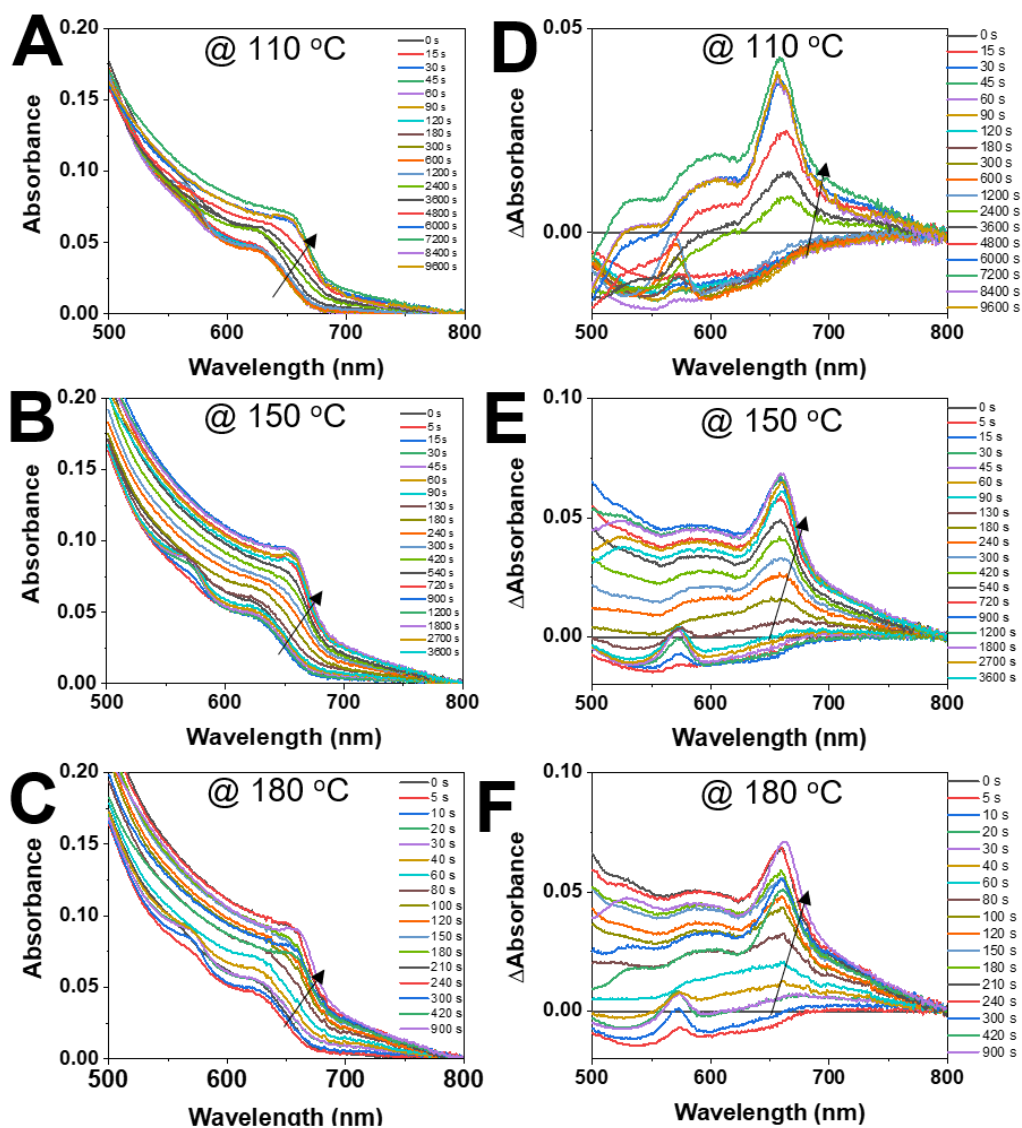 A
@ 110 °C
0.20
0.15
0.10
0.05
0.00
Absorbance
500
600
700
800
Wavelength (nm)
0 s
15 s
30 s
45 s
60 s
90 s
120 s
180 s
300 s
600 s
1200 s
2400 s
3600 s
4800 s
6000 s
7200 s
8400 s
9600 s
D
@ 110 °C
0.05
0.00
ΔAbsorbance
500
600
700
800
Wavelength (nm)
0 s
15 s
30 s
45 s
60 s
90 s
120 s
180 s
300 s
600 s
1200 s
2400 s
3600 s
4800 s
6000 s
7200 s
8400 s
9600 s
B
@ 150 °C
0.20
0.15
0.10
0.05
0.00
Absorbance
500
600
700
800
Wavelength (nm)
0 s
5 s
15 s
30 s
45 s
60 s
90 s
130 s
180 s
240 s
300 s
420 s
540 s
720 s
900 s
1200 s
1800 s
2700 s
3600 s
E
@ 150 °C
0.10
0.05
0.00
ΔAbsorbance
500
600
700
800
Wavelength (nm)
0 s
5 s
15 s
30 s
45 s
60 s
90 s
130 s
180 s
240 s
300 s
420 s
540 s
720 s
900 s
1200 s
1800 s
2700 s
3600 s
C
@ 180 °C
0.20
0.15
0.10
0.05
0.00
Absorbance
500
600
700
800
Wavelength (nm)
0 s
5 s
10 s
20 s
30 s
40 s
60 s
80 s
100 s
120 s
150 s
180 s
210 s
240 s
300 s
420 s
900 s
F
@ 180 °C
0.10
0.05
0.00
ΔAbsorbance
500
600
700
800
Wavelength (nm)
0 s
5 s
10 s
20 s
30 s
40 s
60 s
80 s
100 s
120 s
150 s
180 s
210 s
240 s
300 s
420 s
900 s